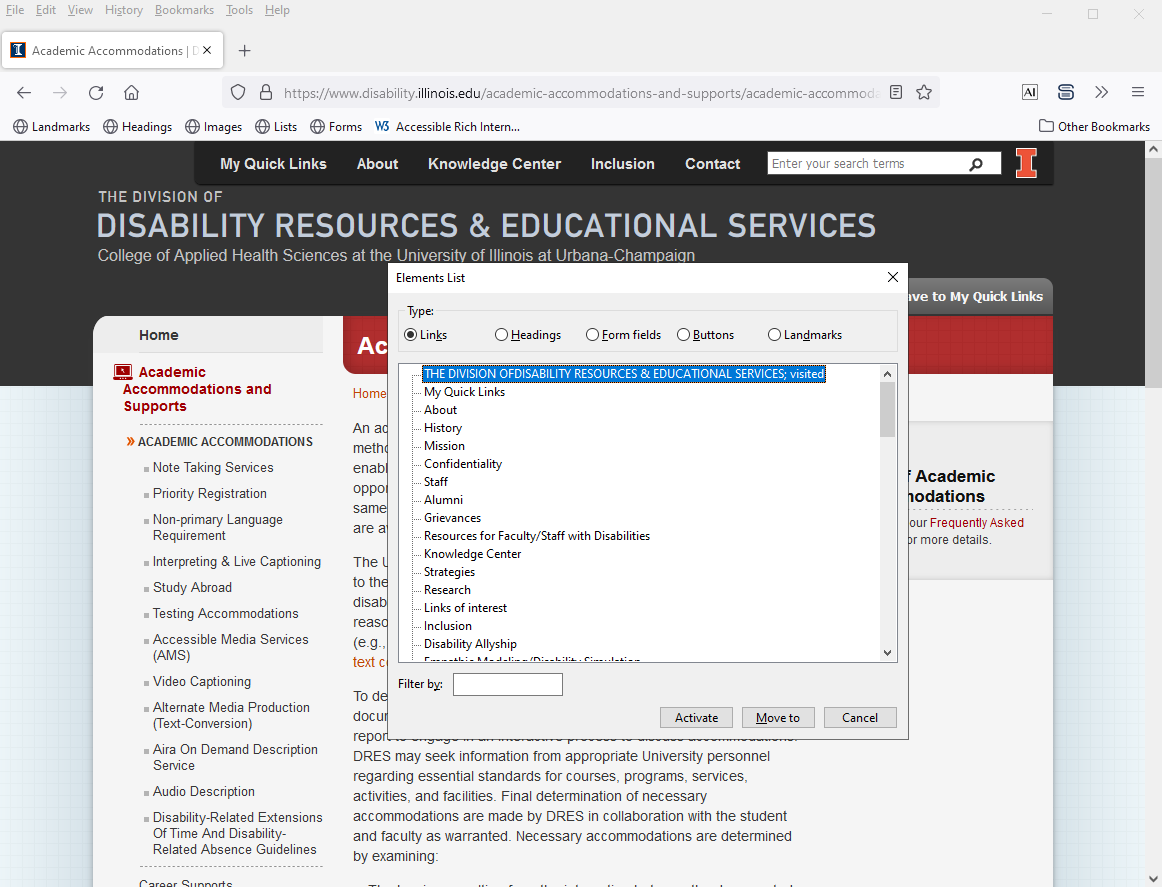 File Edit View History Bookmarks Tools Help
Academic Accommodations | D
https://www.disability.illinois.edu/academic-accommodations-and-supports/academic-accommoda
AI
Landmarks Headings Images Lists Forms W3 Accessible Rich Intern... Other Bookmarks
My Quick Links About Knowledge Center Inclusion Contact Enter your search terms
THE DIVISION OF
DISABILITY RESOURCES & EDUCATIONAL SERVICES
College of Applied Health Sciences at the University of Illinois at Urbana-Champaign
ve to My Quick Links
Home
Academic
Accommodations and
Supports
» ACADEMIC ACCOMMODATIONS
Note Taking Services
Priority Registration
Non-primary Language
Requirement
Interpreting & Live Captioning
Study Abroad
Testing Accommodations
Accessible Media Services
(AMS)
Video Captioning
Alternate Media Production
(Text-Conversion)
Aira On Demand Description
Service
Audio Description
Disability-Related Extensions
Of Time And Disability-
Related Absence Guidelines
Career Supports
Ac
Home
An ac
metho
enabl
oppor
same
are av
The U
to the
disab
reaso
(e.g.,
text c
To de
docum
report to engage in an interactive process to discuss accommodations.
DRES may seek information from appropriate University personnel
regarding essential standards for courses, programs, services,
activities, and facilities. Final determination of necessary
accommodations are made by DRES in collaboration with the student
and faculty as warranted. Necessary accommodations are determined
by examining:
Elements List
Type:
Links Headings Form fields Buttons Landmarks
THE DIVISION OFDISABILITY RESOURCES & EDUCATIONAL SERVICES; visited
My Quick Links
About
History
Mission
Confidentiality
Staff
Alumni
Grievances
Resources for Faculty/Staff with Disabilities
Knowledge Center
Strategies
Research
Links of interest
Inclusion
Disability Allyship
Empathic Modeling/Disability Simulation
Filter by:
Activate Move to Cancel
f Academic
modations
our Frequently Asked
or more details.